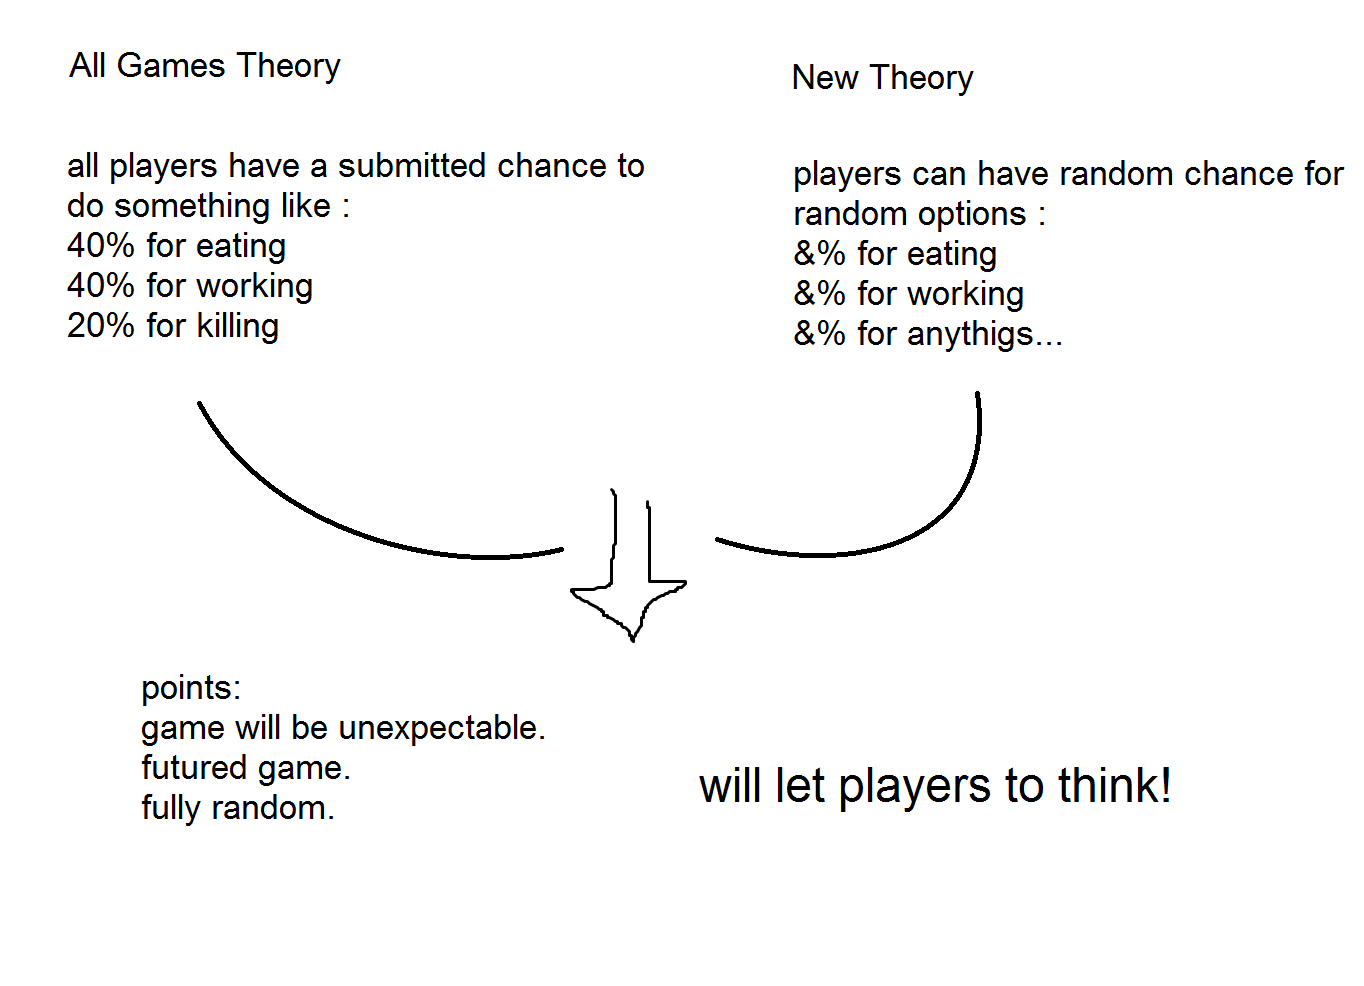 All Games Theory
all players have a submitted chance to
do something like :
40% for eating
40% for working
20% for killing
New Theory
players can have random chance for
random options :
&% for eating
&% for working
&% for anythigs...
points:
game will be unexpectable.
futured game.
fully random.
will let players to think!